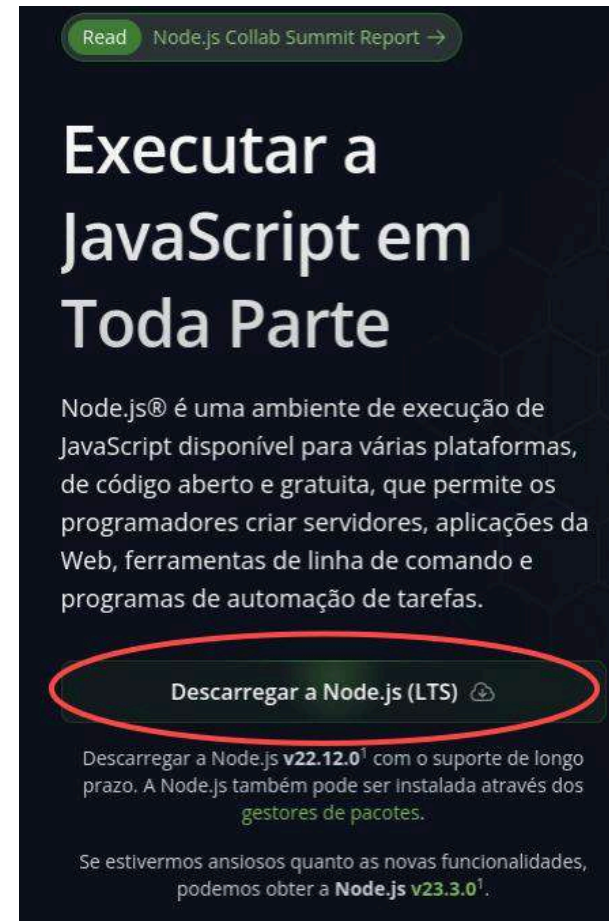 Read Node.js Collab Summit Report →
Executar a
JavaScript em
Toda Parte
Node.js® é uma ambiente de execução de
JavaScript disponível para várias plataformas,
de código aberto e gratuita, que permite os
programadores criar servidores, aplicações da
Web, ferramentas de linha de comando e
programas de automação de tarefas.
Descarregar a Node.js (LTS)
Descarregar a Node.js v22.12.0¹ com o suporte de longo
prazo. A Node.js também pode ser instalada através dos
gestores de pacotes.
Se estivermos ansiosos quanto as novas funcionalidades,
podemos obter a Node.js v23.3.0¹.